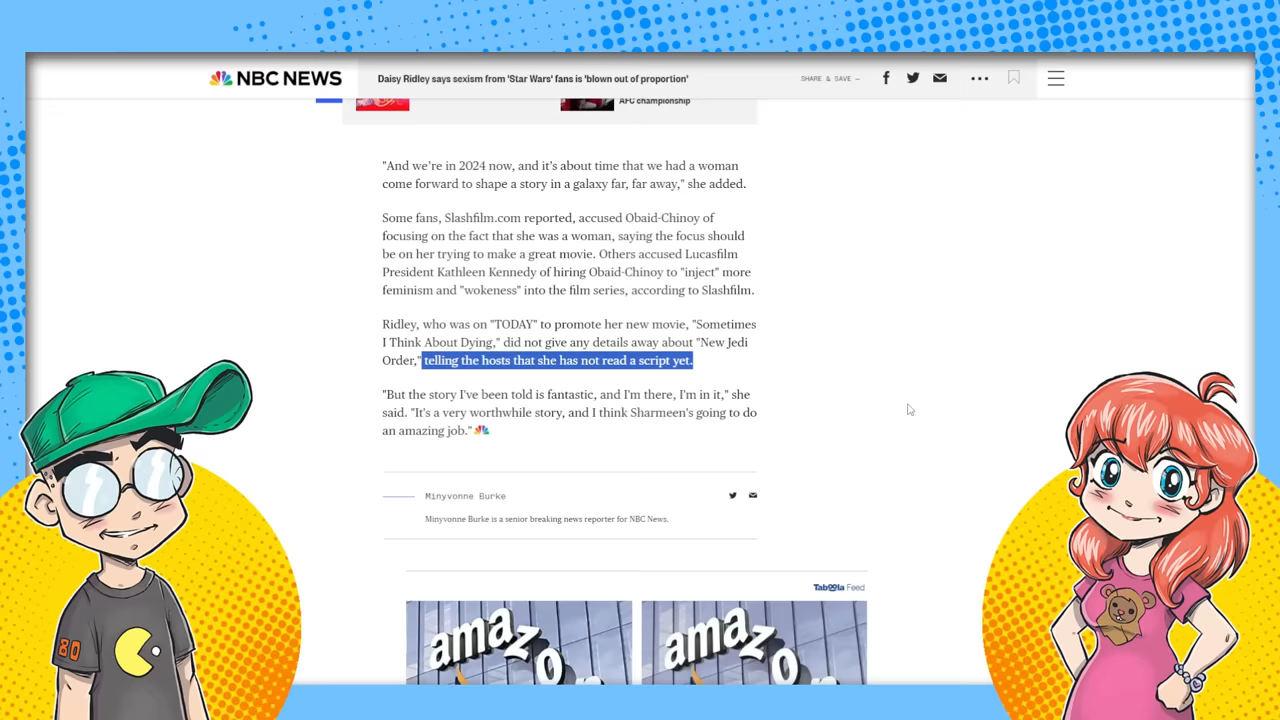 NBC NEWS
Daisy Ridley says sexism from 'Star Wars' fans is 'blown out of proportion'
SHARE & SAVE —
AFC championship
"And we're in 2024 now, and it's about time that we had a woman
come forward to shape a story in a galaxy far, far away," she added.
Some fans, Slashfilm.com reported, accused Obaid-Chinoy of
focusing on the fact that she was a woman, saying the focus should
be on her trying to make a great movie. Others accused Lucasfilm
President Kathleen Kennedy of hiring Obaid-Chinoy to "inject" more
feminism and "wokeness" into the film series, according to Slashfilm.
Ridley, who was on "TODAY" to promote her new movie, "Sometimes
I Think About Dying," did not give any details away about "New Jedi
Order," telling the hosts that she has not read a script yet.
"But the story I've been told is fantastic, and I'm there, I'm in it," she
said. "It's a very worthwhile story, and I think Sharmeen's going to do
an amazing job."
Minyvonne Burke
Minyvonne Burke is a senior breaking news reporter for NBC News.
Taboola Feed
amazon
amazon
80